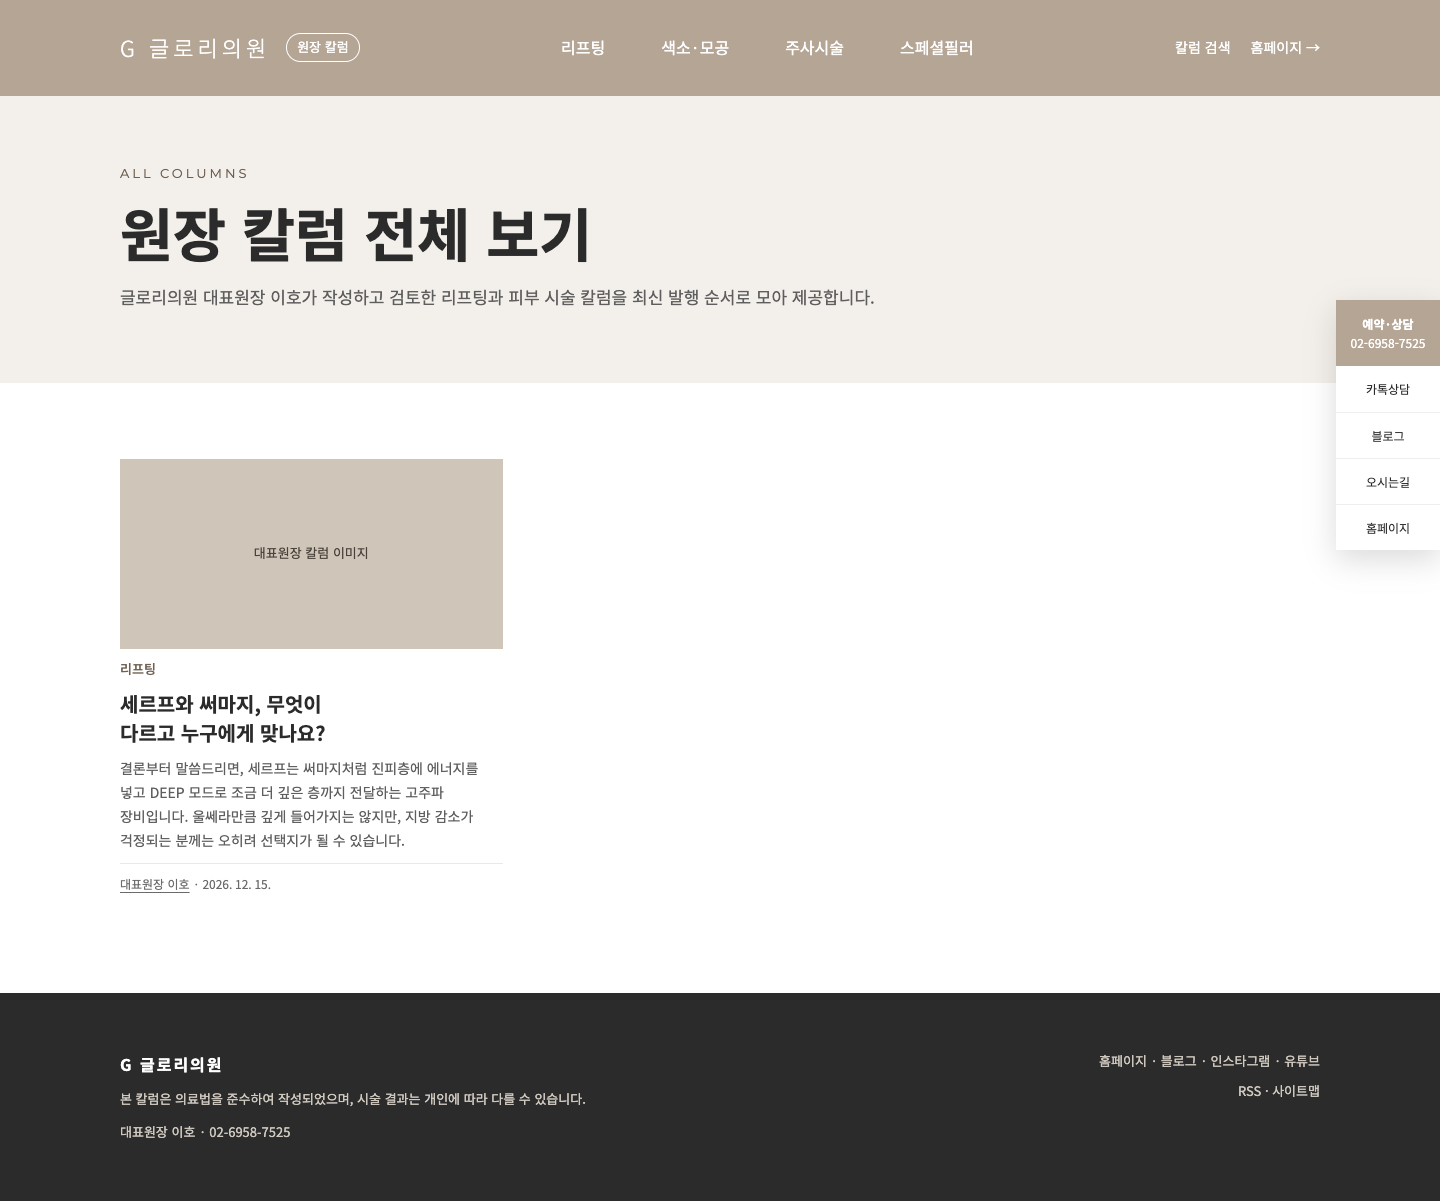 G 글로리의원 원장 칼럼 리프팅 색소·모공 주사시술 스페셜필러 칼럼 검색 홈페이지 →
ALL COLUMNS
원장 칼럼 전체 보기
글로리의원 대표원장 이호가 작성하고 검토한 리프팅과 피부 시술 칼럼을 최신 발행 순서로 모아 제공합니다.
예약·상담
02-6958-7525
카톡상담
블로그
오시는길
홈페이지
대표원장 칼럼 이미지
리프팅
세르프와 써마지, 무엇이
다르고 누구에게 맞나요?
결론부터 말씀드리면, 세르프는 써마지처럼 진피층에 에너지를
넣고 DEEP 모드로 조금 더 깊은 층까지 전달하는 고주파
장비입니다. 울쎄라만큼 깊게 들어가지는 않지만, 지방 감소가
걱정되는 분께는 오히려 선택지가 될 수 있습니다.
대표원장 이호 · 2026. 12. 15.
G 글로리의원
본 칼럼은 의료법을 준수하여 작성되었으며, 시술 결과는 개인에 따라 다를 수 있습니다.
대표원장 이호 · 02-6958-7525
홈페이지 · 블로그 · 인스타그램 · 유튜브
RSS · 사이트맵